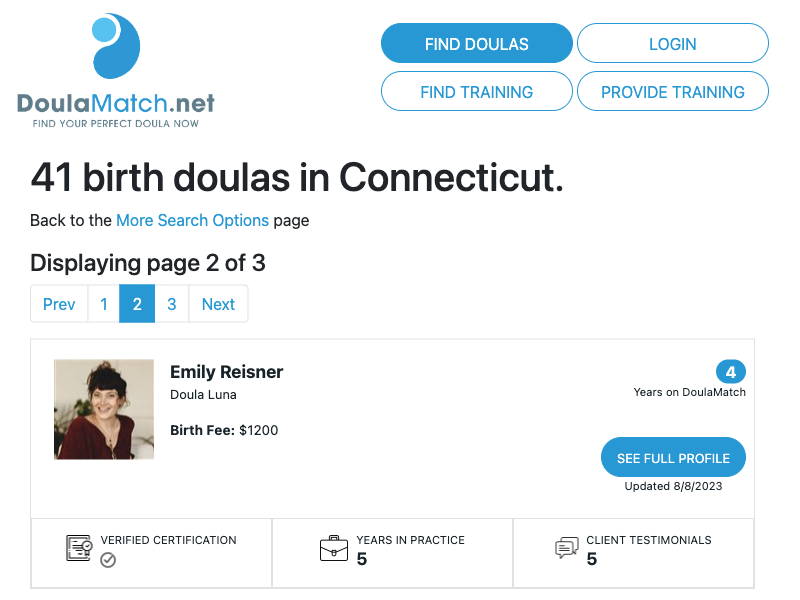 DoulaMatch.net
FIND YOUR PERFECT DOULA NOW
FIND DOULAS
LOGIN
FIND TRAINING
PROVIDE TRAINING
41 birth doulas in Connecticut.
Back to the More Search Options page
Displaying page 2 of 3
Prev 1 2 3 Next
Emily Reisner
Doula Luna
Birth Fee: $1200
4
Years on DoulaMatch
SEE FULL PROFILE
Updated 8/8/2023
VERIFIED CERTIFICATION
YEARS IN PRACTICE
5
CLIENT TESTIMONIALS
5